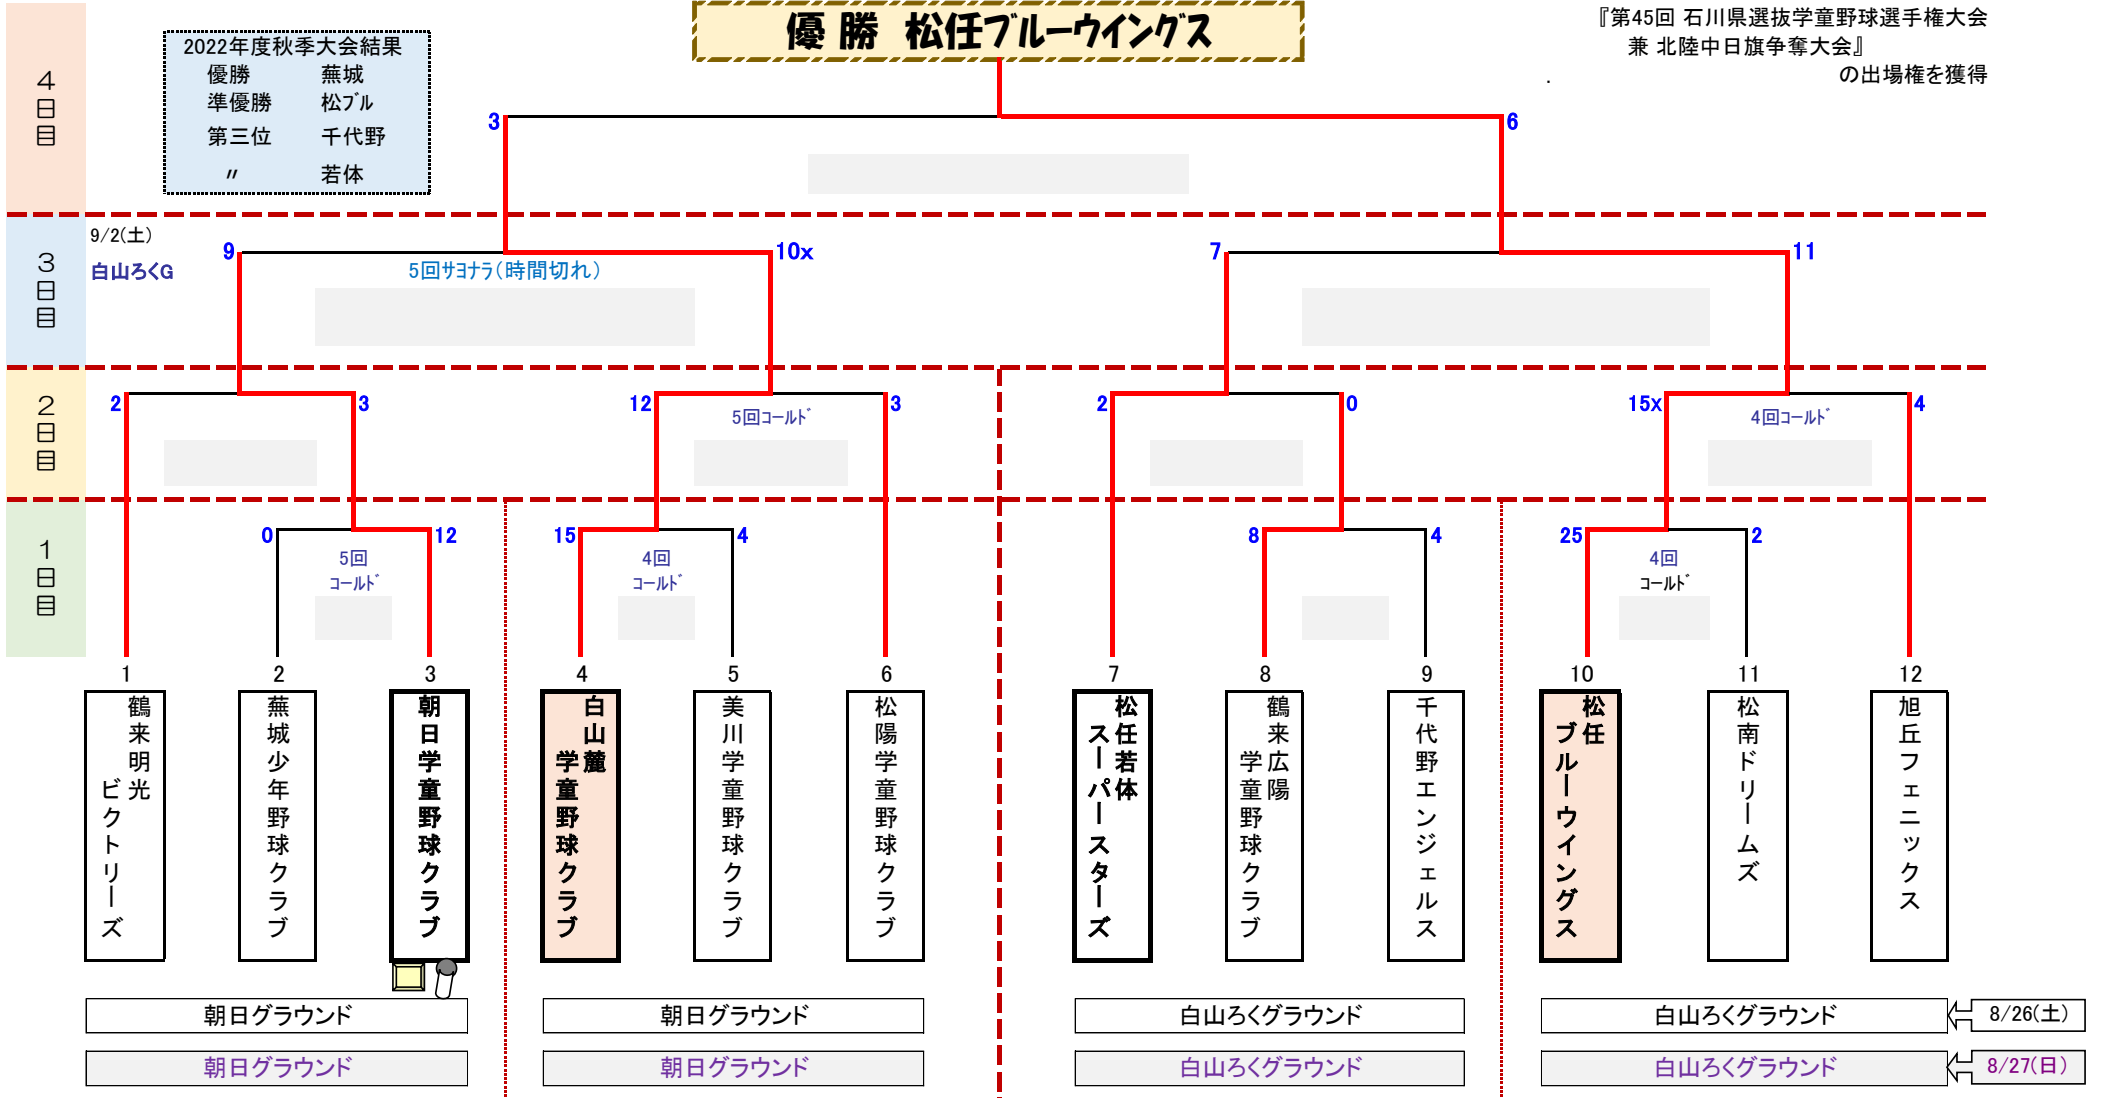 優勝 松任ブルーウイングス
『第45回 石川県選抜学童野球選手権大会
兼 北陸中日旗争奪大会』
.
の出場権を獲得
2022年度秋季大会結果
優勝 蕪城
準優勝 松ﾌﾞﾙ
第三位 千代野
〃 若体
4日目
3 6
3日目
9/2(土)
白山ろくG
9 10x 7 11
5回ｻﾖﾅﾗ(時間切れ)
2日目
2 3 12 3 2 0 15x 4
5回ｺｰﾙﾄﾞ
4回ｺｰﾙﾄﾞ
1日目
0 12 15 4 8 4 25 2
5回
ｺｰﾙﾄﾞ
4回
ｺｰﾙﾄﾞ
4回
ｺｰﾙﾄﾞ
1 2 3 4 5 6 7 8 9 10 11 12
鶴来明光
ビクトリーズ
蕪城少年野球クラブ
朝日学童野球クラブ
白山麓
学童野球クラブ
美川学童野球クラブ
松陽学童野球クラブ
松任若体
スーパースターズ
鶴来広陽
学童野球クラブ
千代野エンジェルス
松任
ブルーウイングス
松南ドリームズ
旭丘フェニックス
朝日グラウンド 朝日グラウンド 白山ろくグラウンド 白山ろくグラウンド 8/26(土)
朝日グラウンド 朝日グラウンド 白山ろくグラウンド 白山ろくグラウンド 8/27(日)